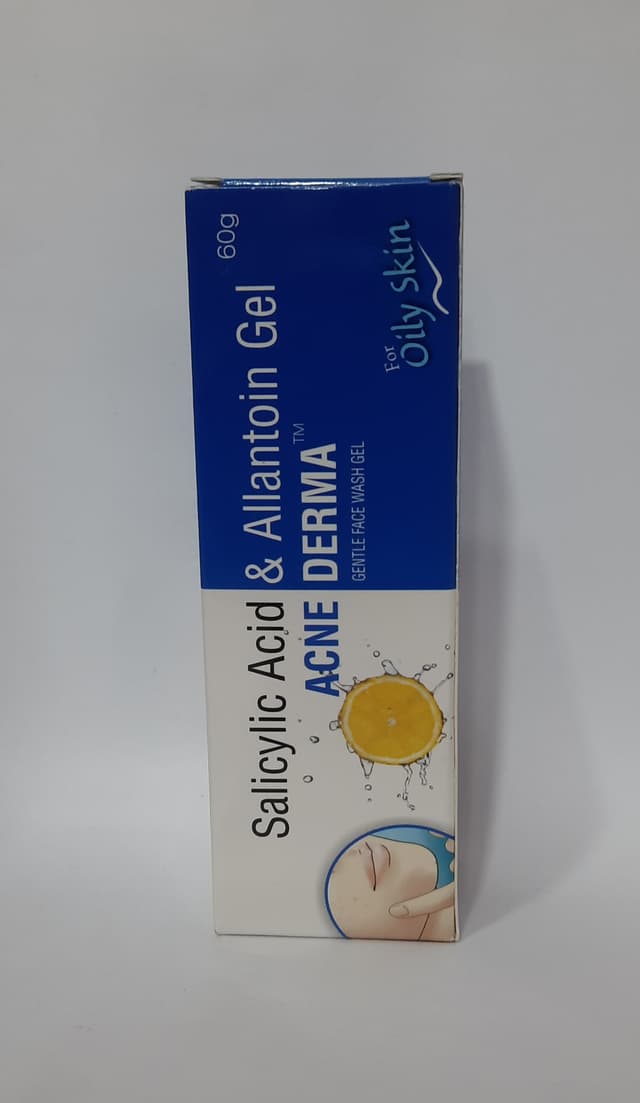 60g
Salicylic Acid & Allantoin Gel
ACNE DERMA™
GENTLE FACE WASH GEL
For
Oily Skin